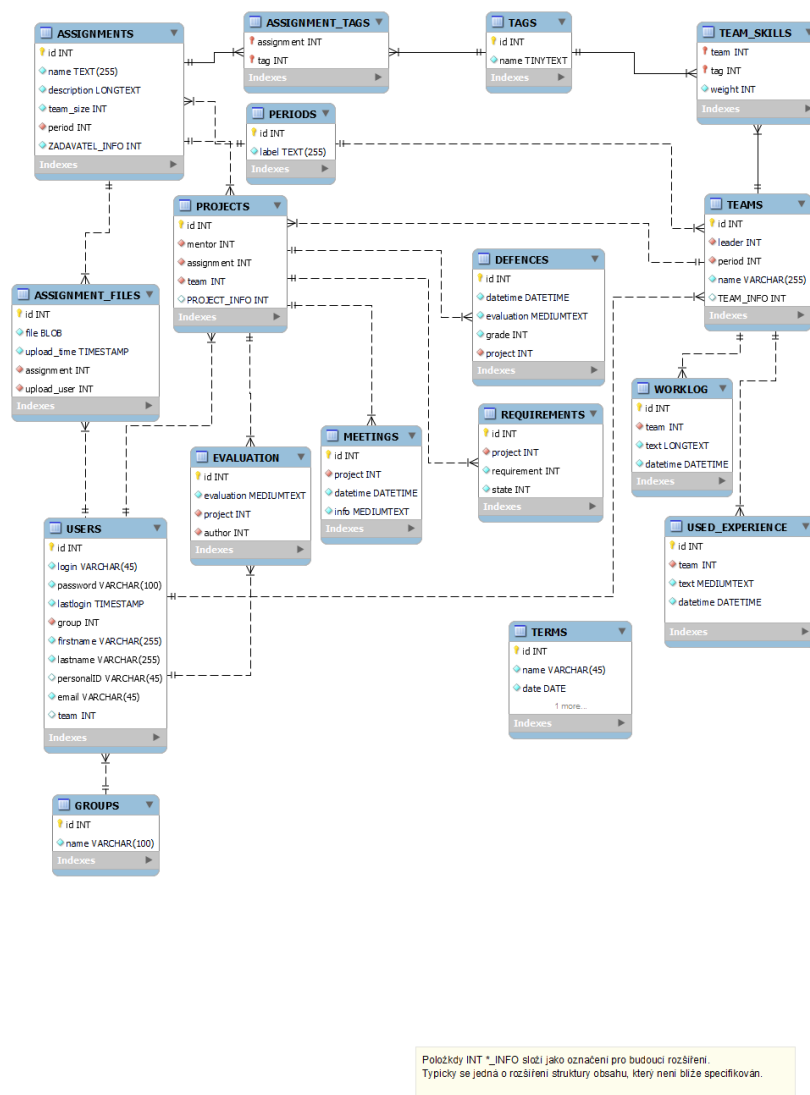 ASSIGNMENTS
id INT
name TEXT(255)
description LONGTEXT
team_size INT
period INT
ZADAVATEL_INFO INT
Indexes
ASSIGNMENT_TAGS
assignment INT
tag INT
Indexes
TAGS
id INT
name TINYTEXT
Indexes
TEAM_SKILLS
team INT
tag INT
weight INT
Indexes
PERIODS
id INT
label TEXT(255)
Indexes
PROJECTS
id INT
mentor INT
assignment INT
team INT
PROJECT_INFO INT
Indexes
TEAMS
id INT
leader INT
period INT
name VARCHAR(255)
TEAM_INFO INT
Indexes
DEFENCES
id INT
datetime DATETIME
evaluation MEDIUMTEXT
grade INT
project INT
Indexes
ASSIGNMENT_FILES
id INT
file BLOB
upload_time TIMESTAMP
assignment INT
upload_user INT
Indexes
WORKLOG
id INT
team INT
text LONGTEXT
datetime DATETIME
Indexes
REQUIREMENTS
id INT
project INT
requirement INT
state INT
Indexes
MEETINGS
id INT
project INT
datetime DATETIME
info MEDIUMTEXT
Indexes
EVALUATION
id INT
evaluation MEDIUMTEXT
project INT
author INT
Indexes
USERS
id INT
login VARCHAR(45)
password VARCHAR(100)
lastlogin TIMESTAMP
group INT
firstname VARCHAR(255)
lastname VARCHAR(255)
personalID VARCHAR(45)
email VARCHAR(45)
team INT
Indexes
USED_EXPERIENCE
id INT
team INT
text MEDIUMTEXT
datetime DATETIME
Indexes
TERMS
id INT
name VARCHAR(45)
date DATE
1 more...
Indexes
GROUPS
id INT
name VARCHAR(100)
Indexes
Položkdy INT *_INFO složí jako označení pro budoucí rozšíření.
Typicky se jedná o rozšíření struktury obsahu, který není blíže specifikován.